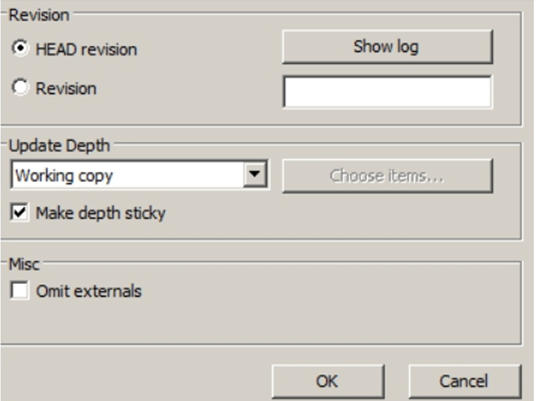 Revision
HEAD revision
Show log
Revision
Update Depth
Working copy
Choose items...
Make depth sticky
Misc
Omit externals
OK
Cancel